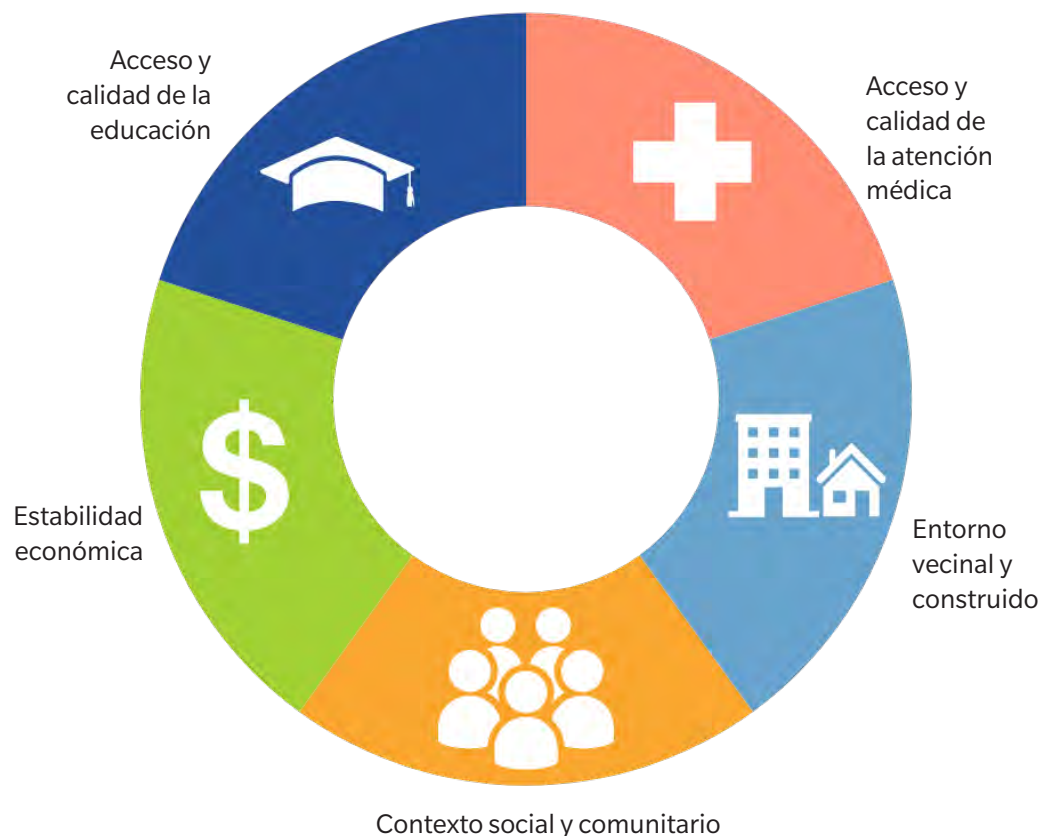 Acceso y
calidad de la
educación
Acceso y
calidad de
la atención
médica
Estabilidad
económica
Entorno
vecinal y
construido
Contexto social y comunitario